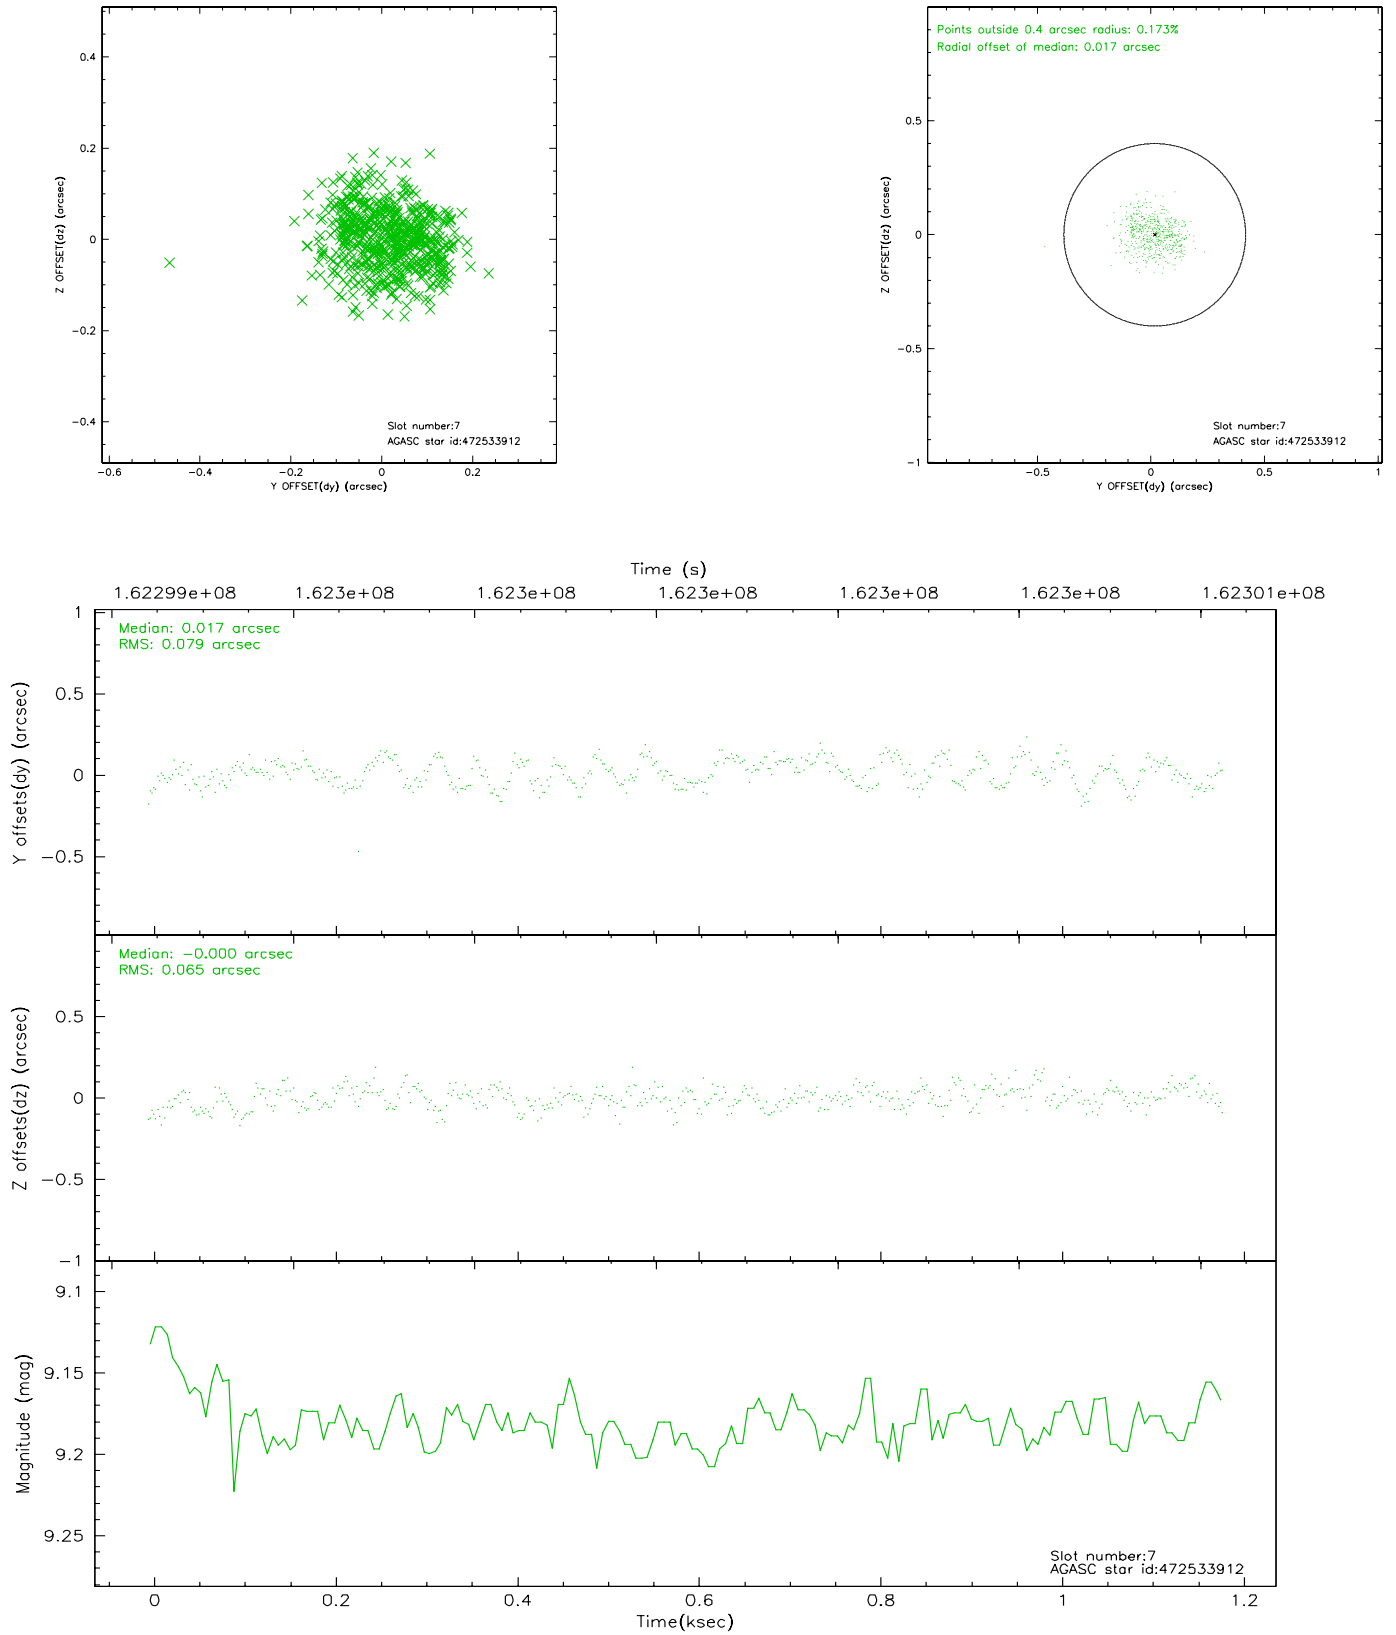 0.4
0.2
0
−0.2
−0.4
Z OFFSET(dz) (arcsec)
−0.6
−0.4
−0.2
0
0.2
Y OFFSET(dy) (arcsec)
Slot number:7
AGASC star id:472533912
Points outside 0.4 arcsec radius: 0.173%
Radial offset of median: 0.017 arcsec
0.5
0
−0.5
−1
Z OFFSET(dz) (arcsec)
−0.5
0
0.5
1
Y OFFSET(dy) (arcsec)
Slot number:7
AGASC star id:472533912
Time (s)
1.62299e+08
1.623e+08
1.623e+08
1.623e+08
1.623e+08
1.623e+08
1.62301e+08
Median: 0.017 arcsec
RMS: 0.079 arcsec
1
0.5
0
−0.5
Y offsets(dy) (arcsec)
Median: −0.000 arcsec
RMS: 0.065 arcsec
0.5
0
−0.5
−1
Z offsets(dz) (arcsec)
9.1
9.15
9.2
9.25
Magnitude (mag)
Slot number:7
AGASC star id:472533912
0
0.2
0.4
0.6
0.8
1
1.2
Time(ksec)